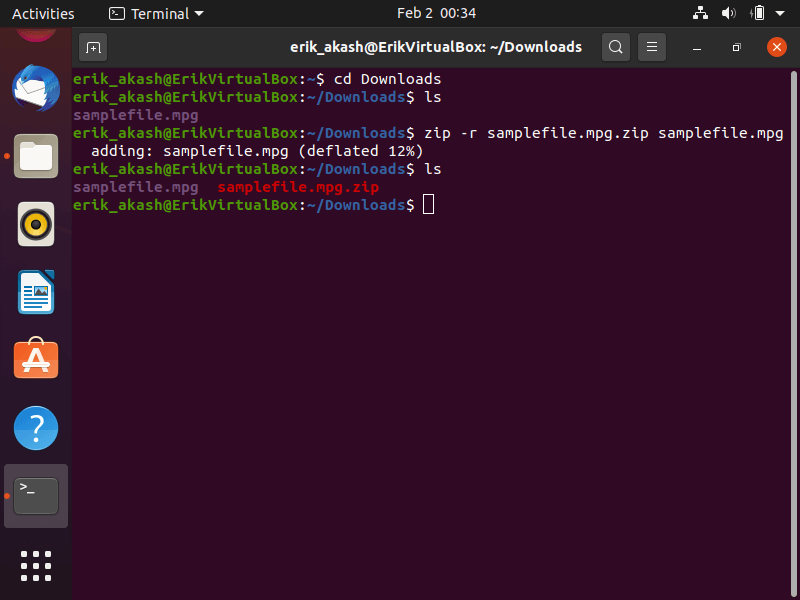 Activities Terminal Feb 2 00:34
erik_akash@ErikVirtualBox: ~/Downloads
erik_akash@ErikVirtualBox:~$ cd Downloads
erik_akash@ErikVirtualBox:~/Downloads$ ls
samplefile.mpg
erik_akash@ErikVirtualBox:~/Downloads$ zip -r samplefile.mpg.zip samplefile.mpg
  adding: samplefile.mpg (deflated 12%)
erik_akash@ErikVirtualBox:~/Downloads$ ls
samplefile.mpg  samplefile.mpg.zip
erik_akash@ErikVirtualBox:~/Downloads$